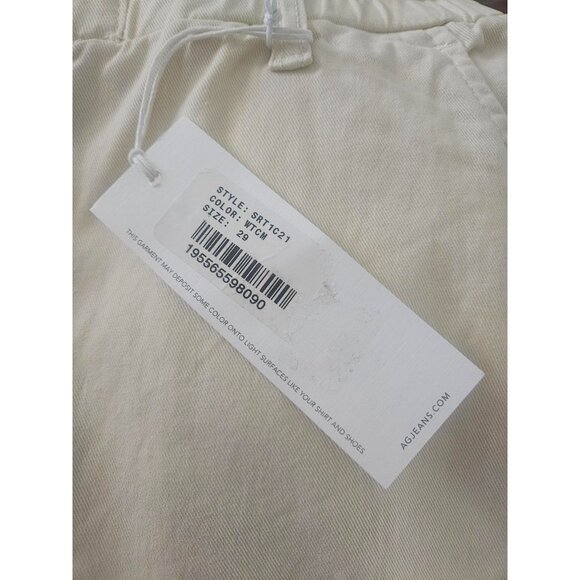 STYLE: SRT1C21
COLOR: WTCM
SIZE: 29
195565598090
THIS GARMENT MAY DEPOSIT SOME COLOR ONTO LIGHT SURFACES LIKE YOUR SHIRT AND SHOES
AGJEANS.COM